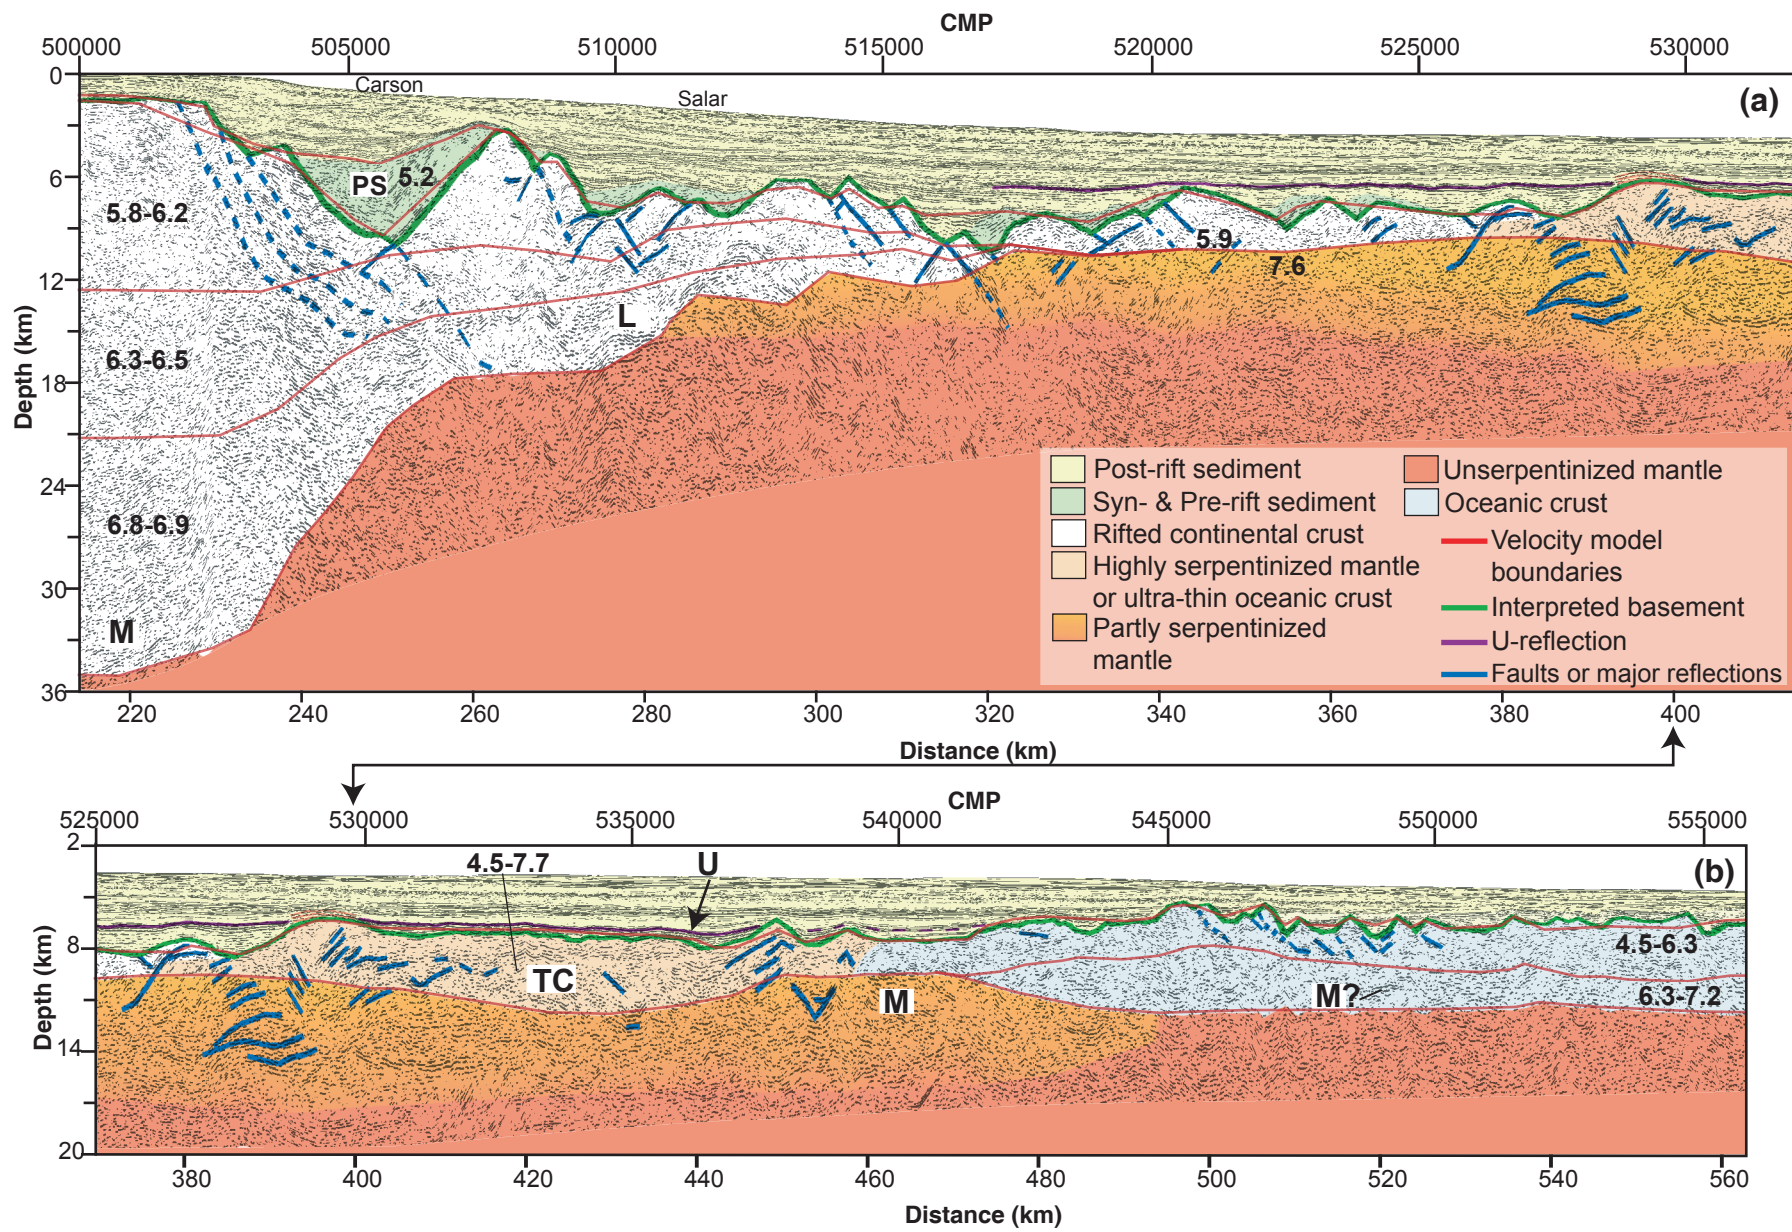 CMP
500000 505000 510000 515000 520000 525000 530000
Carson
Salar
(a)
0
6
12
18
24
30
36
Depth (km)
PS 5.2
5.8-6.2
5.9
7.6
L
6.3-6.5
6.8-6.9
M
Post-rift sediment
Syn- & Pre-rift sediment
Rifted continental crust
Highly serpentinized mantle
or ultra-thin oceanic crust
Partly serpentinized
mantle
Unserpentinized mantle
Oceanic crust
Velocity model
boundaries
Interpreted basement
U-reflection
Faults or major reflections
220 240 260 280 300 320 340 360 380 400
Distance (km)
CMP
525000 530000 535000 540000 545000 550000 555000
4.5-7.7
U
(b)
2
8
14
20
Depth (km)
4.5-6.3
TC
M
M?
6.3-7.2
380 400 420 440 460 480 500 520 540 560
Distance (km)